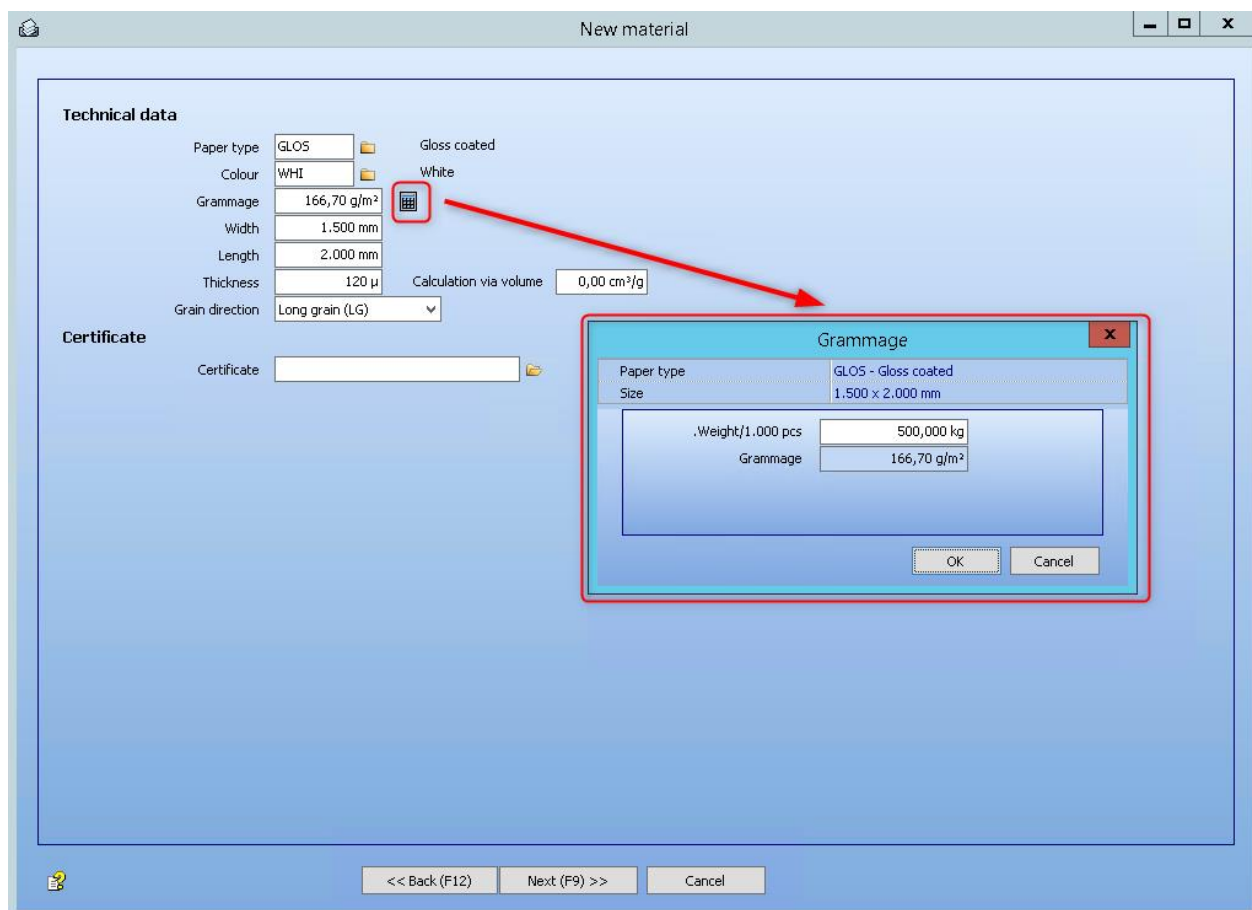 New material
Technical data
Paper type GLOS Gloss coated
Colour WHI White
Grammage 166,70 g/m²
Width 1.500 mm
Length 2.000 mm
Thickness 120 µ Calculation via volume 0,00 cm³/g
Grain direction Long grain (LG)
Certificate
Certificate
Grammage
Paper type GLOS - Gloss coated
Size 1.500 x 2.000 mm
.Weight/1.000 pcs 500,000 kg
Grammage 166,70 g/m²
OK Cancel
<< Back (F12) Next (F9) >> Cancel